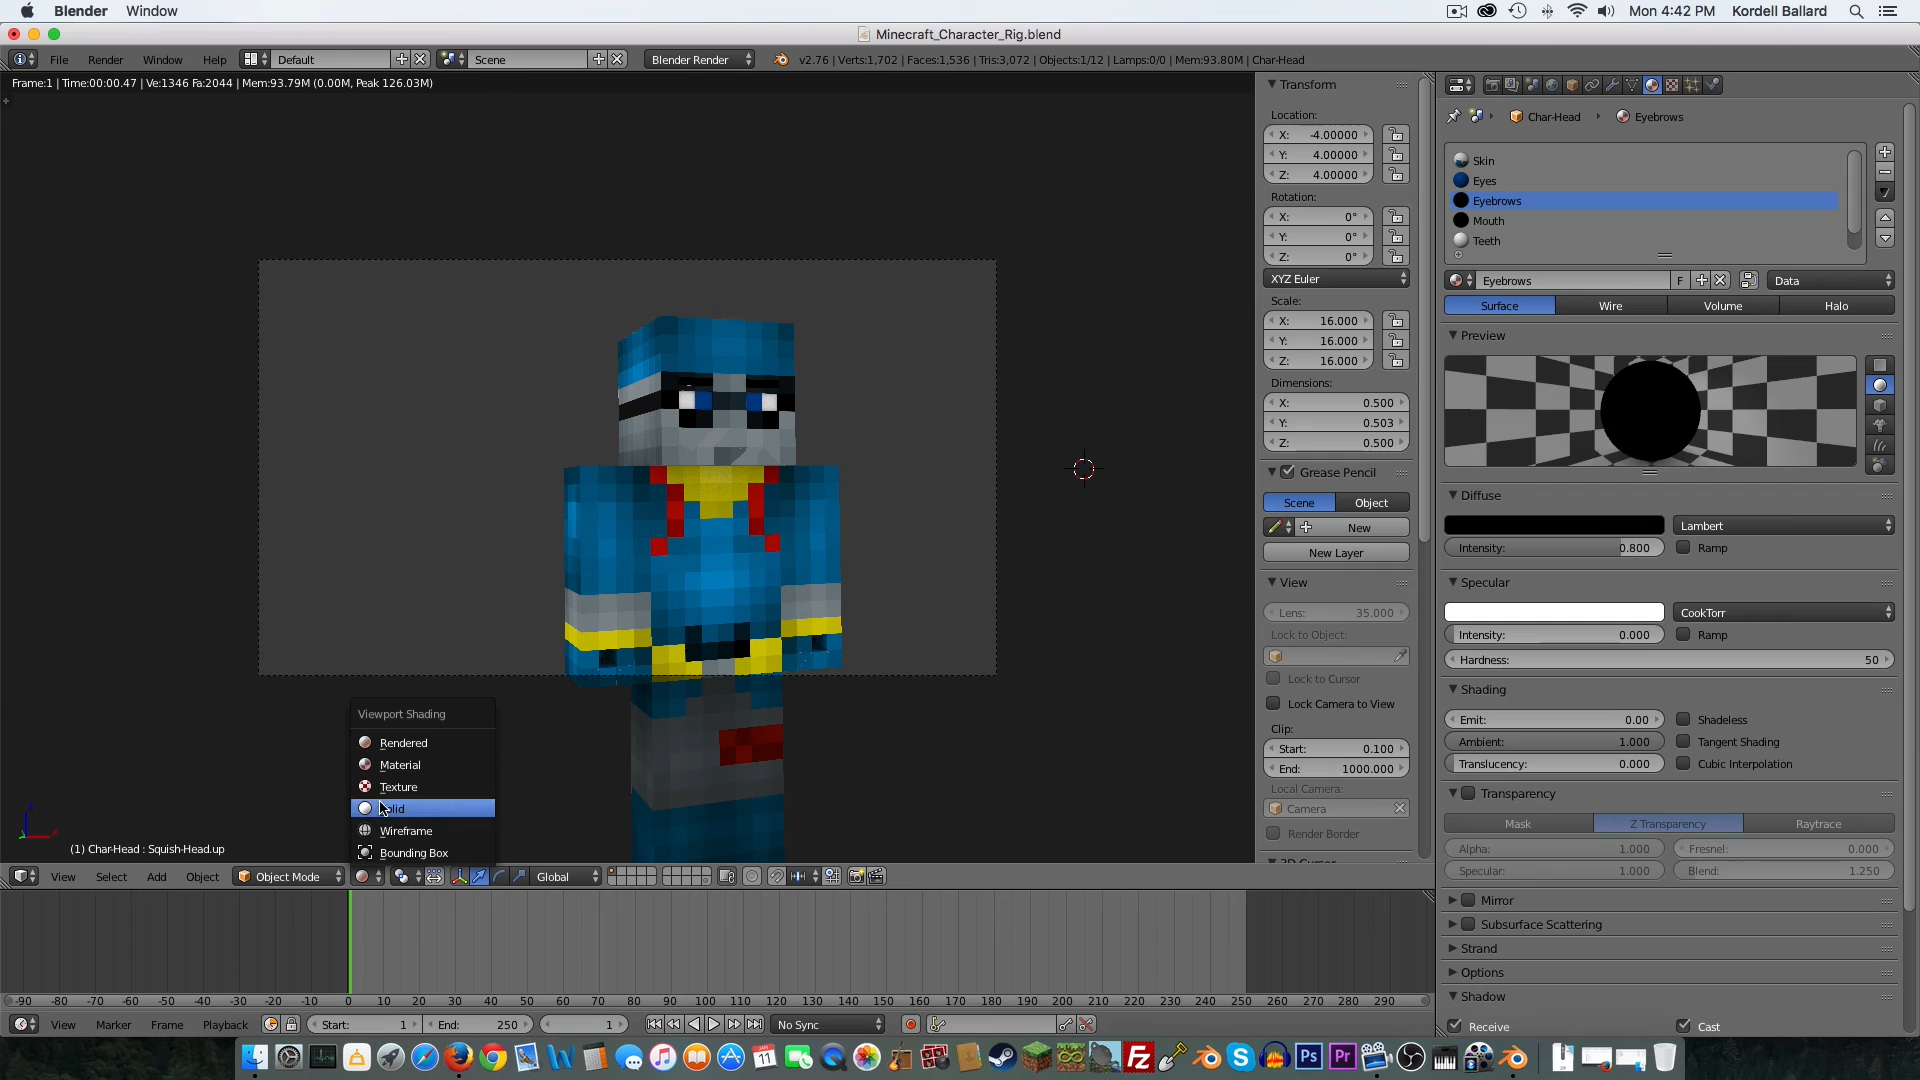 Blender Window
Mon 4:42 PM Kordell Ballard
Minecraft_Character_Rig.blend
File Render Window Help Default Scene Blender Render v2.76 | Verts:1,702 | Faces:1,536 | Tris:3,072 | Objects:1/12 | Lamps:0/0 | Mem:93.80M | Char-Head
Frame:1 | Time:00:00.47 | Ve:1346 Fa:2044 | Mem:93.79M (0.00M, Peak 126.03M)
Transform
Location:
X: -4.00000
Y: 4.00000
Z: 4.00000
Rotation:
X: 0°
Y: 0°
Z: 0°
XYZ Euler
Scale:
X: 16.000
Y: 16.000
Z: 16.000
Dimensions:
X: 0.500
Y: 0.503
Z: 0.500
Grease Pencil
Scene Object
New
New Layer
View
Lens: 35.000
Lock to Object:
Lock to Cursor
Lock Camera to View
Clip:
Start: 0.100
End: 1000.000
Local Camera:
Camera
Render Border
Char-Head Eyebrows
Skin
Eyes
Eyebrows
Mouth
Teeth
Eyebrows F Data
Surface Wire Volume Halo
Preview
Diffuse
Lambert
Intensity: 0.800 Ramp
Specular
CookTorr
Intensity: 0.000 Ramp
Hardness: 50
Shading
Emit: 0.00 Shadeless
Ambient: 1.000 Tangent Shading
Translucency: 0.000 Cubic Interpolation
Transparency
Mask Z Transparency Raytrace
Alpha: 1.000 Fresnel: 0.000
Specular: 1.000 Blend: 1.250
Mirror
Subsurface Scattering
Strand
Options
Shadow
Receive Cast
Viewport Shading
Rendered
Material
Texture
Wireframe
Bounding Box
(1) Char-Head : Squish-Head.up
View Select Add Object Object Mode Global
-90 -80 -70 -60 -50 -40 -30 -20 -10 0 10 20 30 40 50 60 70 80 90 100 110 120 130 140 150 160 170 180 190 200 210 220 230 240 250 260 270 280 290
View Marker Frame Playback Start: 1 End: 250 1 No Sync
JAN 11 Fz Ps Pr